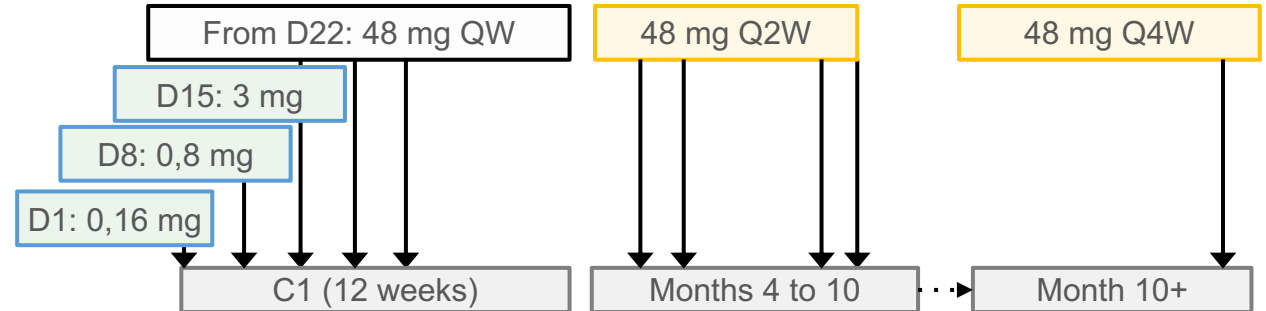 From D22: 48 mg QW
48 mg Q2W
48 mg Q4W
D15: 3 mg
D8: 0,8 mg
D1: 0,16 mg
C1 (12 weeks)
Months 4 to 10
Month 10+